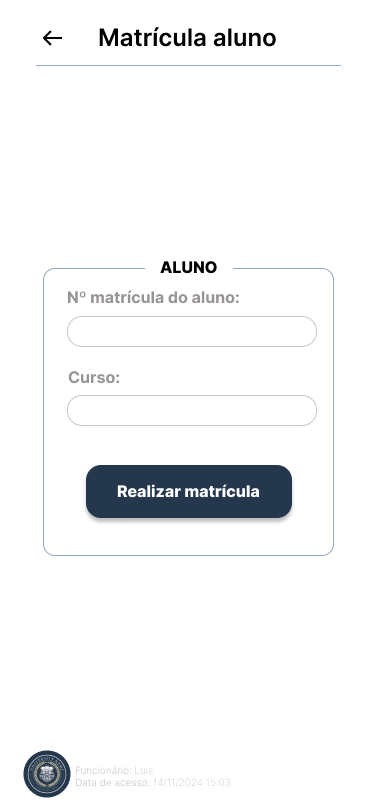 Matrícula aluno
ALUNO
Nº matrícula do aluno:
Curso:
Realizar matrícula
Funcionário: Luis
Data de acesso: 14/11/2024 15:03